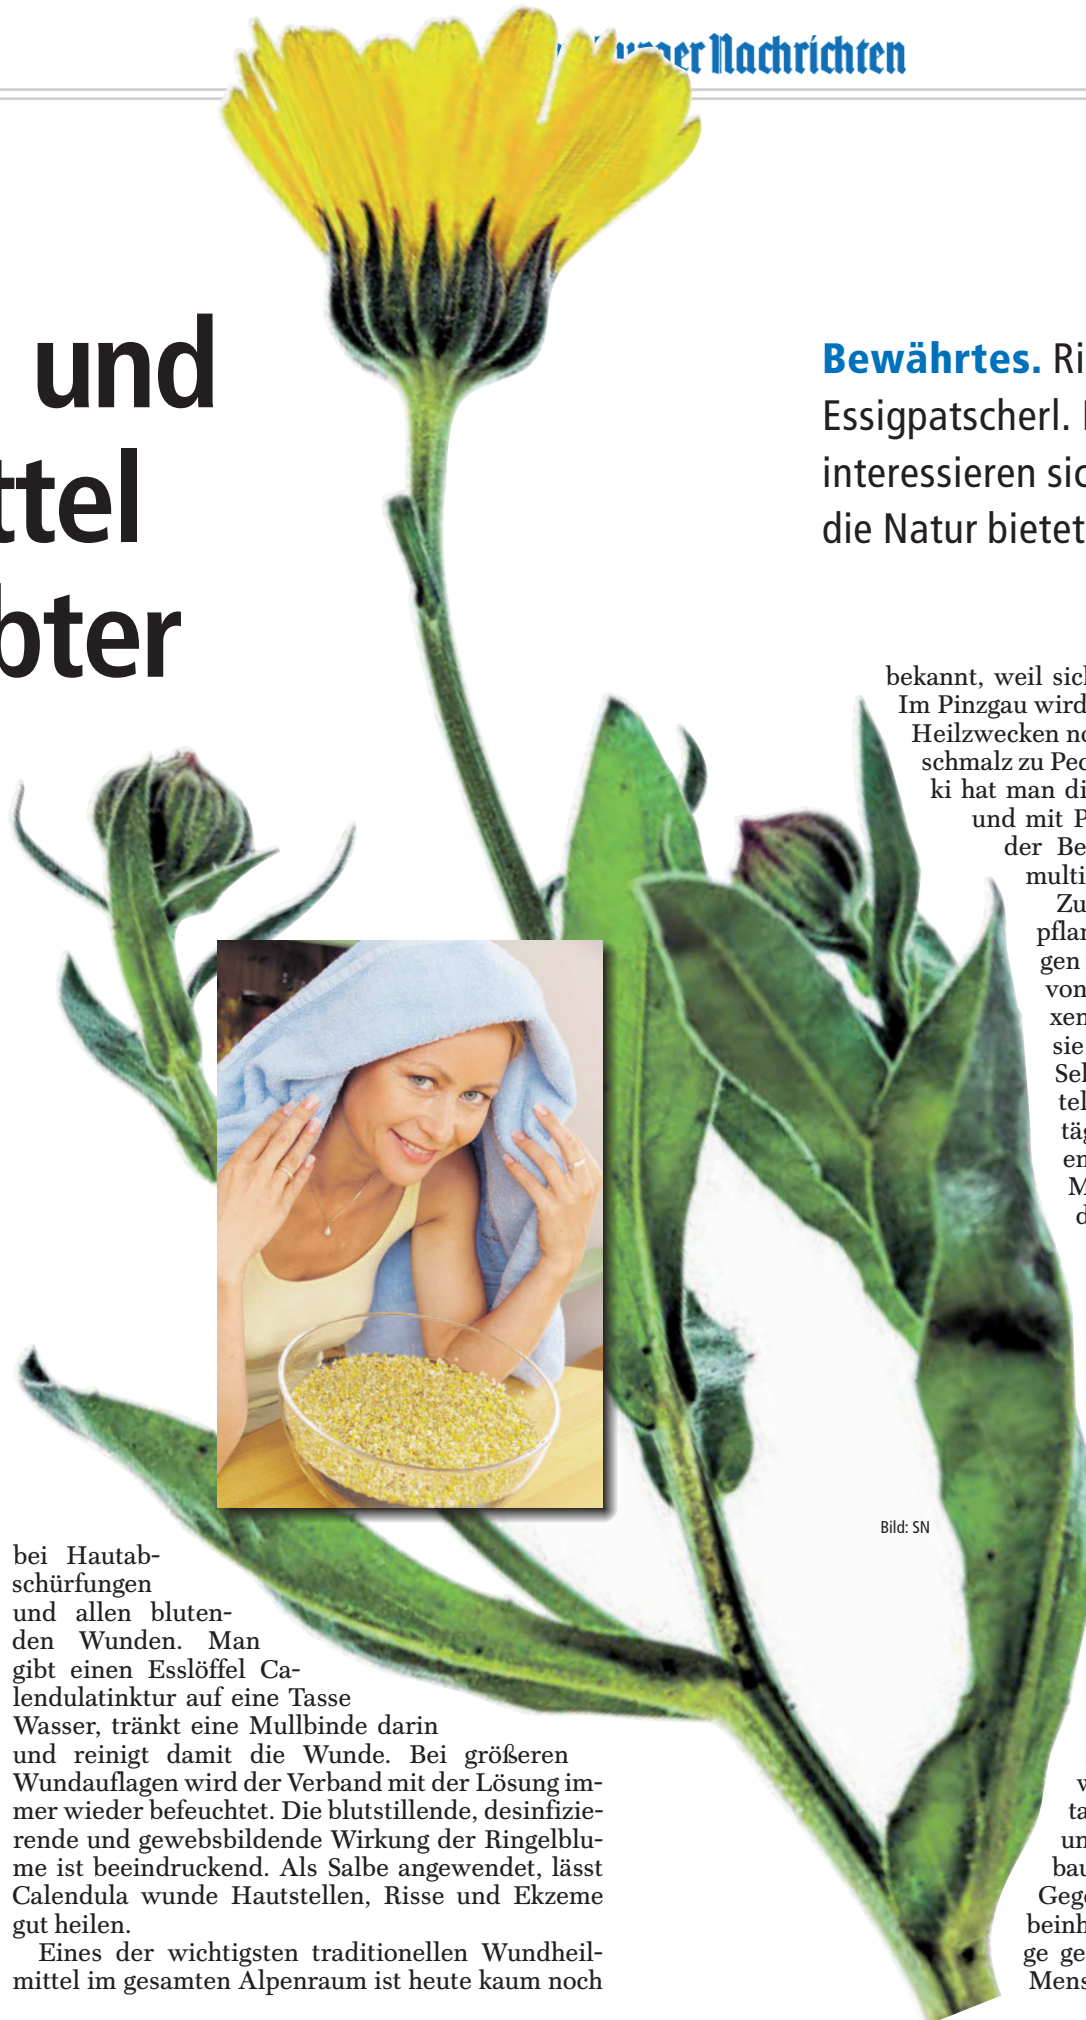 burger Nachrichten
und
ttel
bter
Bewährtes. Ri
Essigpatscherl.
interessieren sic
die Natur bietet
bekannt, weil sich
Im Pinzgau wird
Heilzwecken no
schmalz zu Pec
ki hat man di
und mit P
der Be
multi
Zu
pflan
gen
von
xen
sie
Sel
tel
täg
en
M
d
Bild: SN
bei Hautab-
schürfungen
und allen bluten-
den Wunden. Man
gibt einen Esslöffel Ca-
lendulatinktur auf eine Tasse
Wasser, tränkt eine Mullbinde darin
und reinigt damit die Wunde. Bei größeren
Wundauflagen wird der Verband mit der Lösung im-
mer wieder befeuchtet. Die blutstillende, desinfizie-
rende und gewebsbildende Wirkung der Ringelblu-
me ist beeindruckend. Als Salbe angewendet, lässt
Calendula wunde Hautstellen, Risse und Ekzeme
gut heilen.
Eines der wichtigsten traditionellen Wundheil-
mittel im gesamten Alpenraum ist heute kaum noch
w
ta
un
bau
Gege
beinh
ge ge
Mens